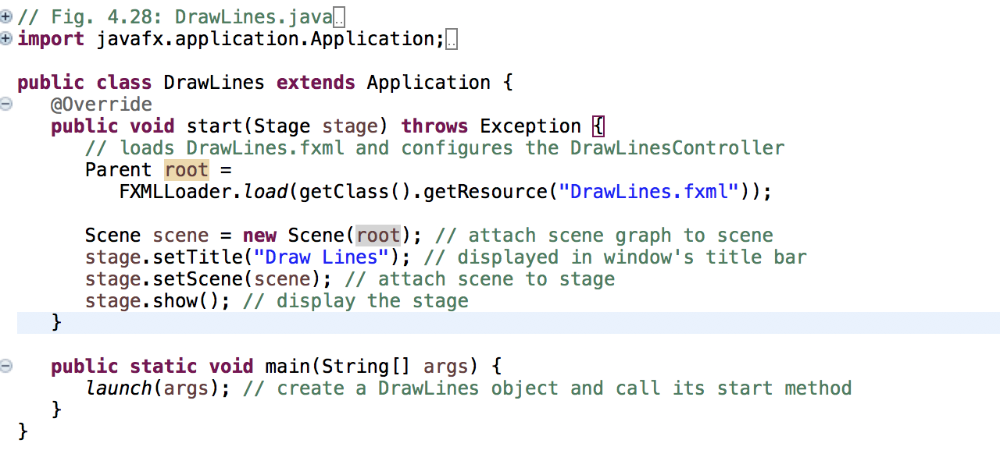 // Fig. 4.28: DrawLines.java..
import javafx.application.Application;..
public class DrawLines extends Application {
@Override
public void start(Stage stage) throws Exception {
// loads DrawLines.fxml and configures the DrawLinesController
Parent root =
FXMLLoader.load(getClass().getResource("DrawLines.fxml"));
Scene scene = new Scene(root); // attach scene graph to scene
stage.setTitle("Draw Lines"); // displayed in window's title bar
stage.setScene(scene); // attach scene to stage
stage.show(); // display the stage
}
public static void main(String[] args) {
launch(args); // create a DrawLines object and call its start method
}
}